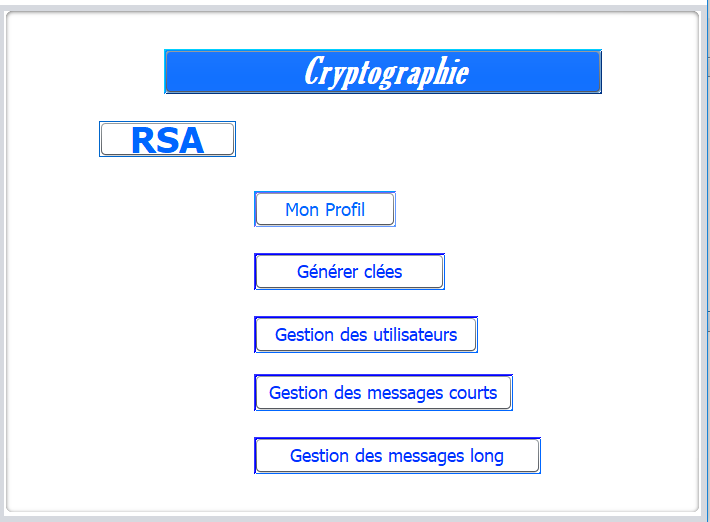 Cryptographie
RSA
Mon Profil
Générer clées
Gestion des utilisateurs
Gestion des messages courts
Gestion des messages long